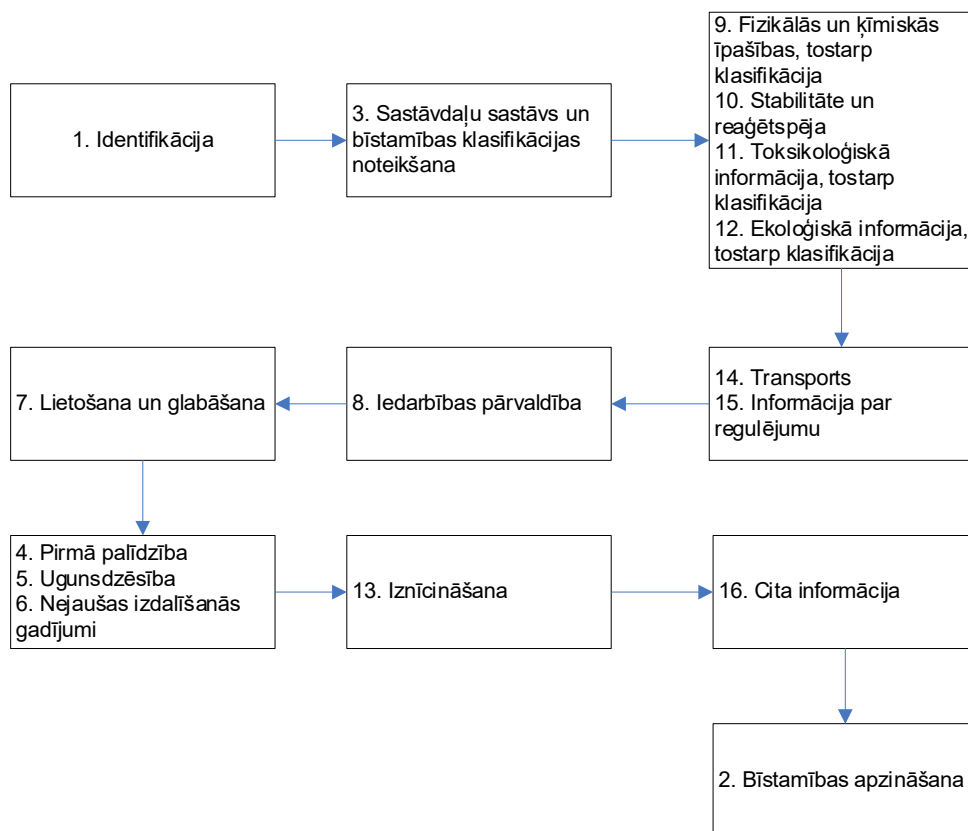 1. Identifikācija
3. Sastāvdaļu sastāvs un
bīstamības klasifikācijas
noteikšana
9. Fizikālās un ķīmiskās
īpašības, tostarp
klasifikācija
10. Stabilitāte un
reaģētspēja
11. Toksikoloģiskā
informācija, tostarp
klasifikācija
12. Ekoloģiskā informācija,
tostarp klasifikācija
14. Transports
15. Informācija par
regulējumu
8. Iedarbības pārvaldība
7. Lietošana un glabāšana
4. Pirmā palīdzība
5. Ugunsdzēsība
6. Nejaušas izdalīšanās
gadījumi
13. Iznīcināšana
16. Cita informācija
2. Bīstamības apzināšana